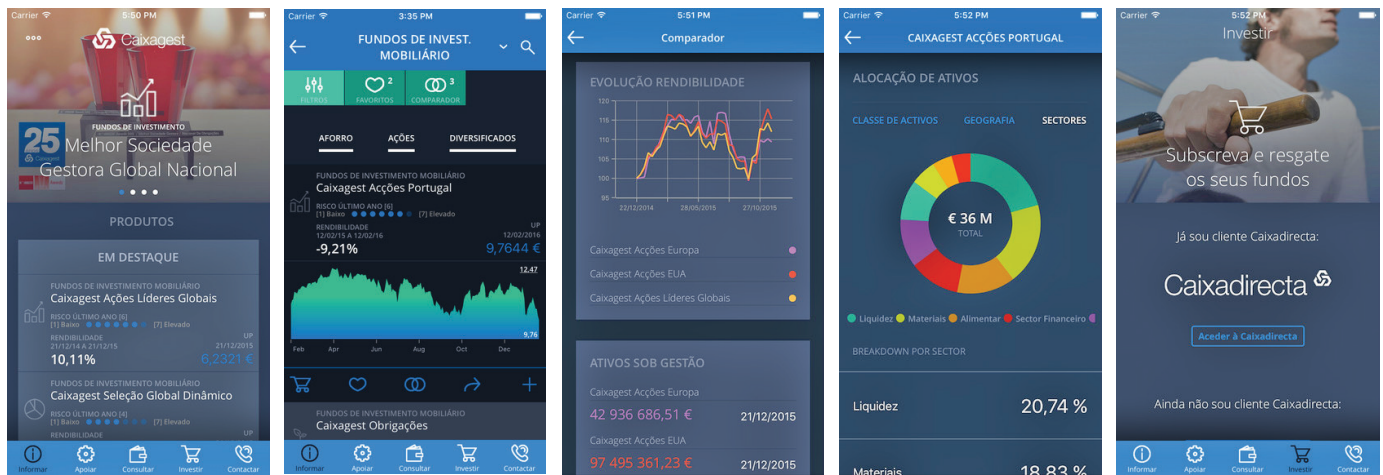 Carrier
5:50 PM
Caixagest
25
FUNDOS DE INVESTIMENTO
Melhor Sociedade
Gestora Global Nacional
PRODUTOS
EM DESTAQUE
FUNDOS DE INVESTIMENTO MOBILIÁRIO
Caixagest Ações Líderes Globais
RISCO ÚLTIMO ANO [6]
[1] Baixo [7] Elevado
RENDIBILIDADE UP
21/12/14 A 21/12/15 21/12/2015
10,11% 6,2321 €
FUNDOS DE INVESTIMENTO MOBILIÁRIO
Caixagest Seleção Global Dinâmico
RISCO ÚLTIMO ANO [4]
[1] Baixo [7] Elevado
RENDIBILIDADE UP
Informar Apoiar Consultar Investir Contactar
Carrier 3:35 PM
FUNDOS DE INVEST.
MOBILIÁRIO
2 3
FILTROS FAVORITOS COMPARADOR
AFORRO AÇÕES DIVERSIFICADOS
FUNDOS DE INVESTIMENTO MOBILIÁRIO
Caixagest Acções Portugal
RISCO ÚLTIMO ANO [6]
[1] Baixo [7] Elevado
RENDIBILIDADE UP
12/02/15 A 12/02/16 12/02/2016
-9,21% 9,7644 €
12,47
9,76
Feb Apr Jun Aug Oct Dec
FUNDOS DE INVESTIMENTO MOBILIÁRIO
Caixagest Obrigações
Informar Apoiar Consultar Investir Contactar
Carrier 5:51 PM
Comparador
EVOLUÇÃO RENDIBILIDADE
120
115
110
105
100
95
22/12/2014 28/05/2015 27/10/2015
Caixagest Acções Europa
Caixagest Acções EUA
Caixagest Ações Líderes Globais
ATIVOS SOB GESTÃO
Caixagest Acções Europa
42 936 686,51 € 21/12/2015
Caixagest Acções EUA
97 495 361,23 € 21/12/2015
Carrier 5:52 PM
CAIXAGEST ACÇÕES PORTUGAL
ALOCAÇÃO DE ATIVOS
CLASSE DE ACTIVOS GEOGRAFIA SECTORES
€ 36 M
TOTAL
Liquidez Materiais Alimentar Sector Financeiro
BREAKDOWN POR SECTOR
Liquidez 20,74 %
Materiais 18,83 %
Carrier 5:52 PM
Investir
Subscreva e resgate
os seus fundos
Já sou cliente Caixadirecta:
Caixadirecta
Aceder à Caixadirecta
Ainda não sou cliente Caixadirecta:
Informar Apoiar Consultar Investir Contactar